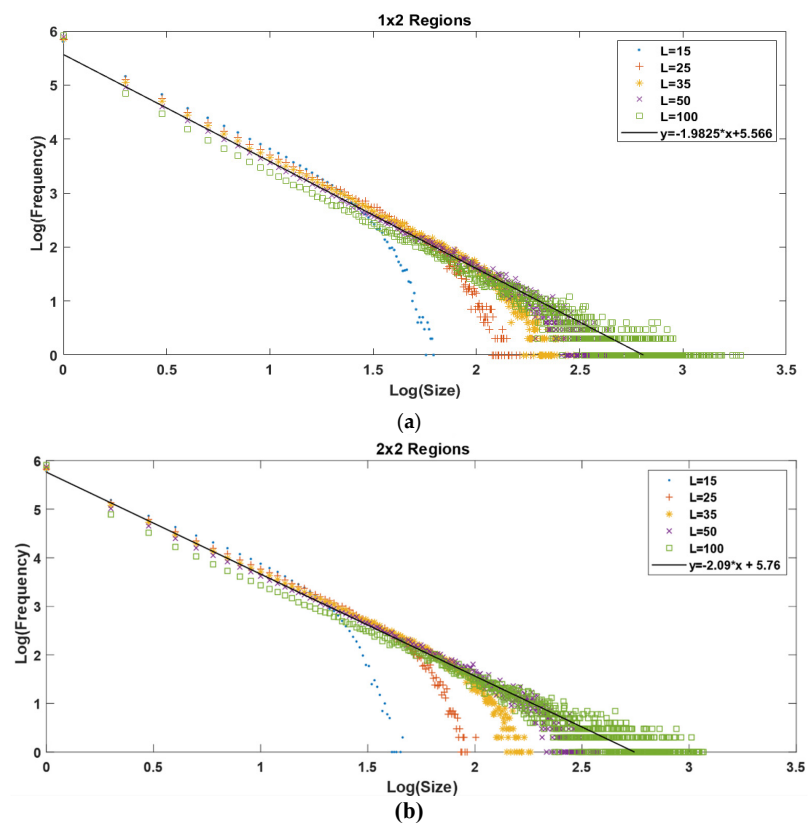 1x2 Regions
6
5
4
3
2
1
0
Log(Frequency)
L=15
L=25
L=35
L=50
L=100
y=-1.9825*x+5.566
0 0.5 1 1.5 2 2.5 3 3.5
Log(Size)
(a)
2x2 Regions
6
5
4
3
2
1
0
Log(Frequency)
L=15
L=25
L=35
L=50
L=100
y=-2.09*x + 5.76
0 0.5 1 1.5 2 2.5 3 3.5
Log(Size)
(b)